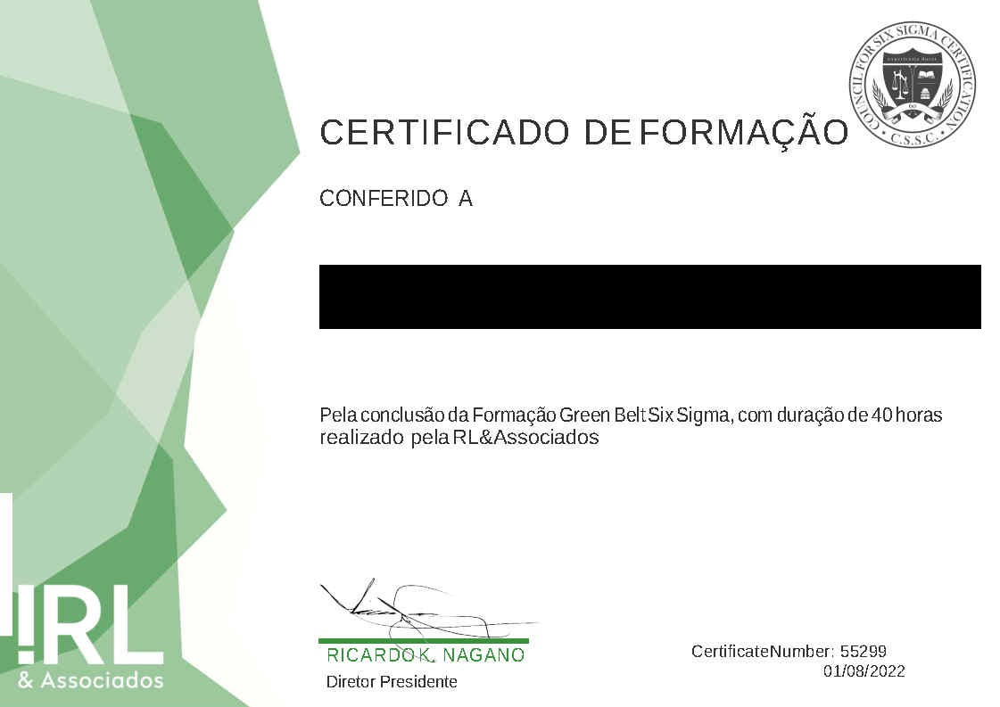 COUNCIL FOR SIX SIGMA CERTIFICATION
experientia docet
• C.S.S.C. •
CERTIFICADO DE FORMAÇÃO
CONFERIDO A
Pela conclusão da Formação Green Belt Six Sigma, com duração de 40 horas
realizado pela RL&Associados
RICARDO K. NAGANO
Diretor Presidente
Certificate Number: 55299
01/08/2022
!RL
& Associados